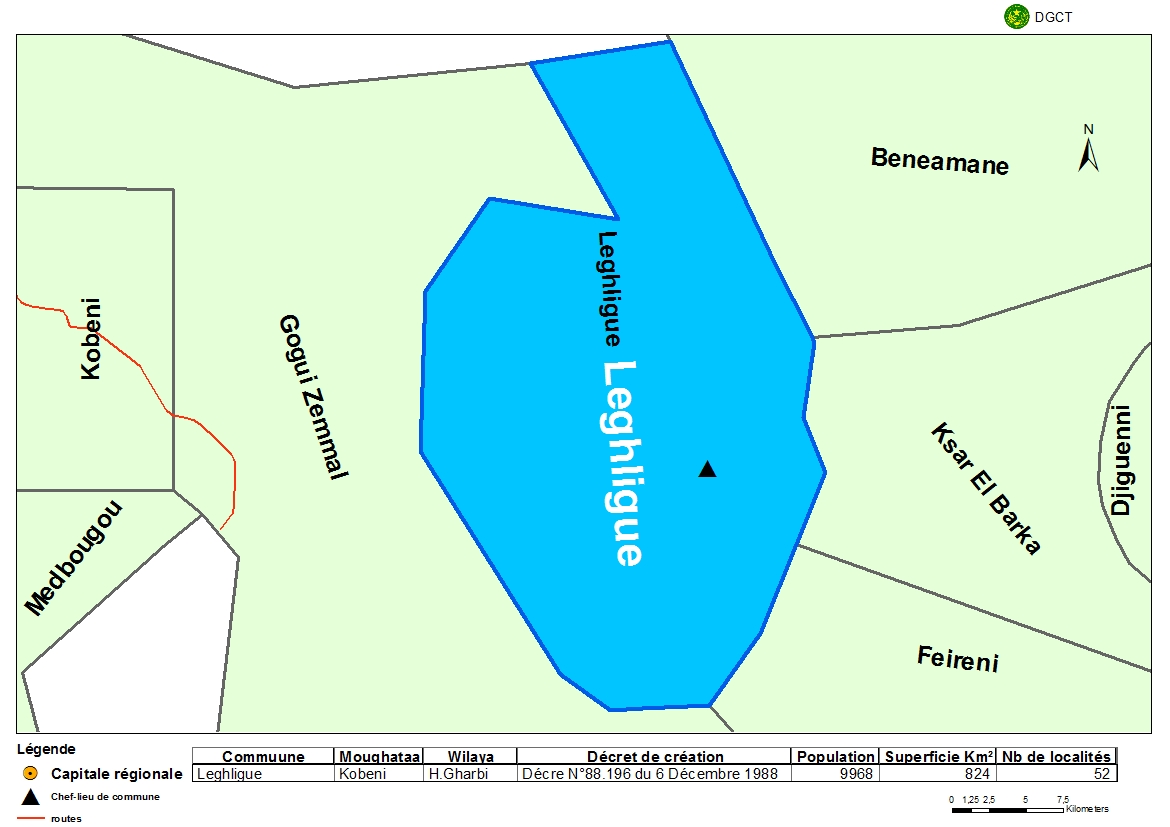 DGCT
N
Beneamane
Leghligue
Kobeni
Gogui Zemmal
Leghligue
Ksar El Barka
Djiguenni
Medbougou
Feireni
Légende
Capitale régionale
Chef-lieu de commune
routes
Commuune Moughataa Wilaya Décret de création Population Superficie Km² Nb de localités
Leghligue Kobeni H.Gharbi Décre N°88.196 du 6 Décembre 1988 9968 824 52
0 1,25 2,5 5 7,5
Kilometers